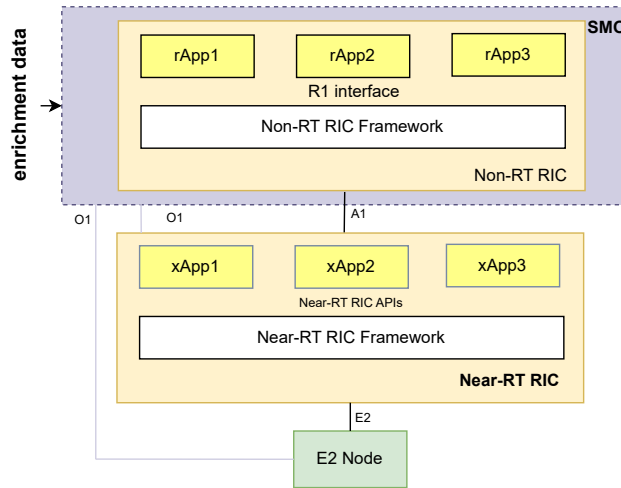 SMO
enrichment data
rApp1
rApp2
rApp3
R1 interface
Non-RT RIC Framework
Non-RT RIC
O1
O1
A1
xApp1
xApp2
xApp3
Near-RT RIC APIs
Near-RT RIC Framework
Near-RT RIC
E2
E2 Node